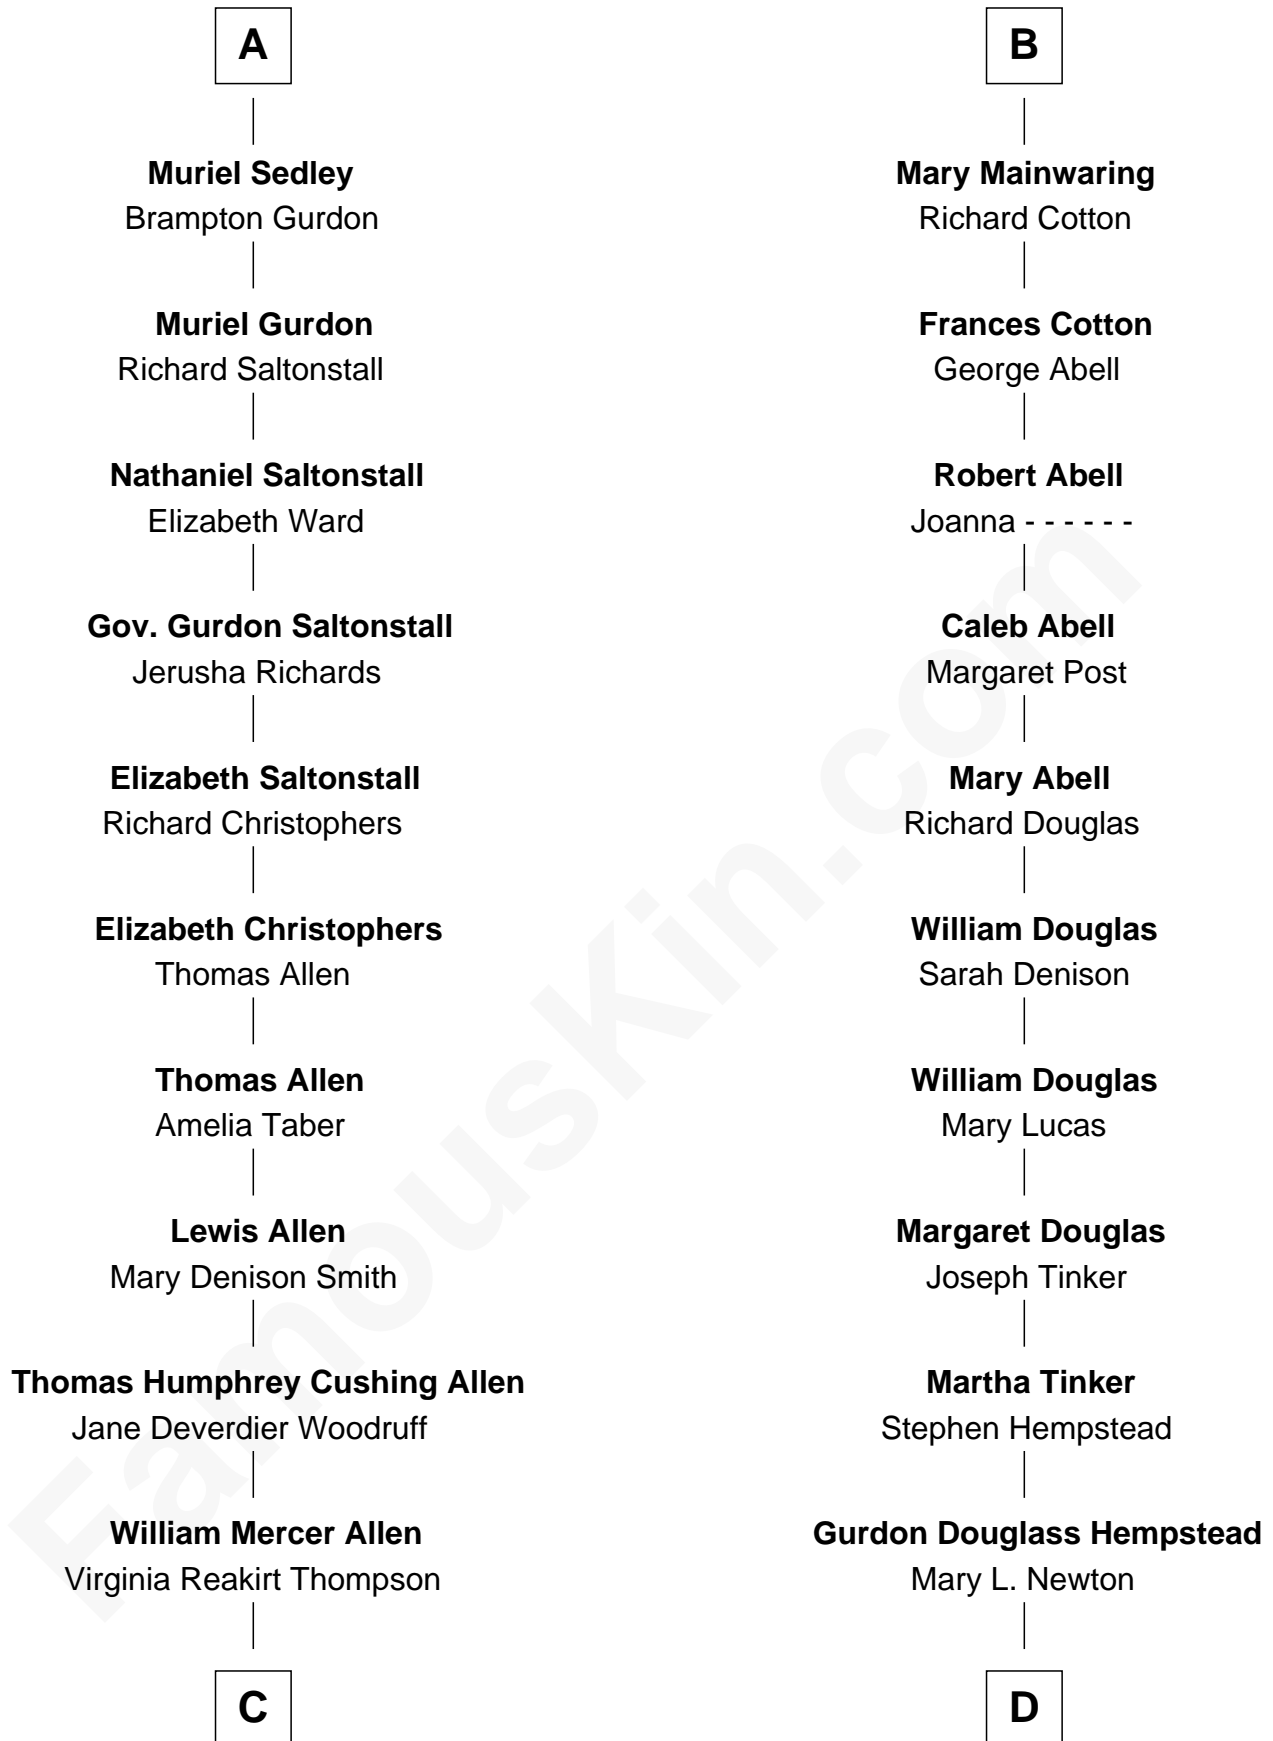 A
Muriel Sedley
Brampton Gurdon
Muriel Gurdon
Richard Saltonstall
Nathaniel Saltonstall
Elizabeth Ward
Gov. Gurdon Saltonstall
Jerusha Richards
Elizabeth Saltonstall
Richard Christophers
Elizabeth Christophers
Thomas Allen
Thomas Allen
Amelia Taber
Lewis Allen
Mary Denison Smith
Thomas Humphrey Cushing Allen
Jane Deverdier Woodruff
William Mercer Allen
Virginia Reakirt Thompson
C
B
Mary Mainwaring
Richard Cotton
Frances Cotton
George Abell
Robert Abell
Joanna - - - - - -
Caleb Abell
Margaret Post
Mary Abell
Richard Douglas
William Douglas
Sarah Denison
William Douglas
Mary Lucas
Margaret Douglas
Joseph Tinker
Martha Tinker
Stephen Hempstead
Gurdon Douglass Hempstead
Mary L. Newton
D
FamousKin.com